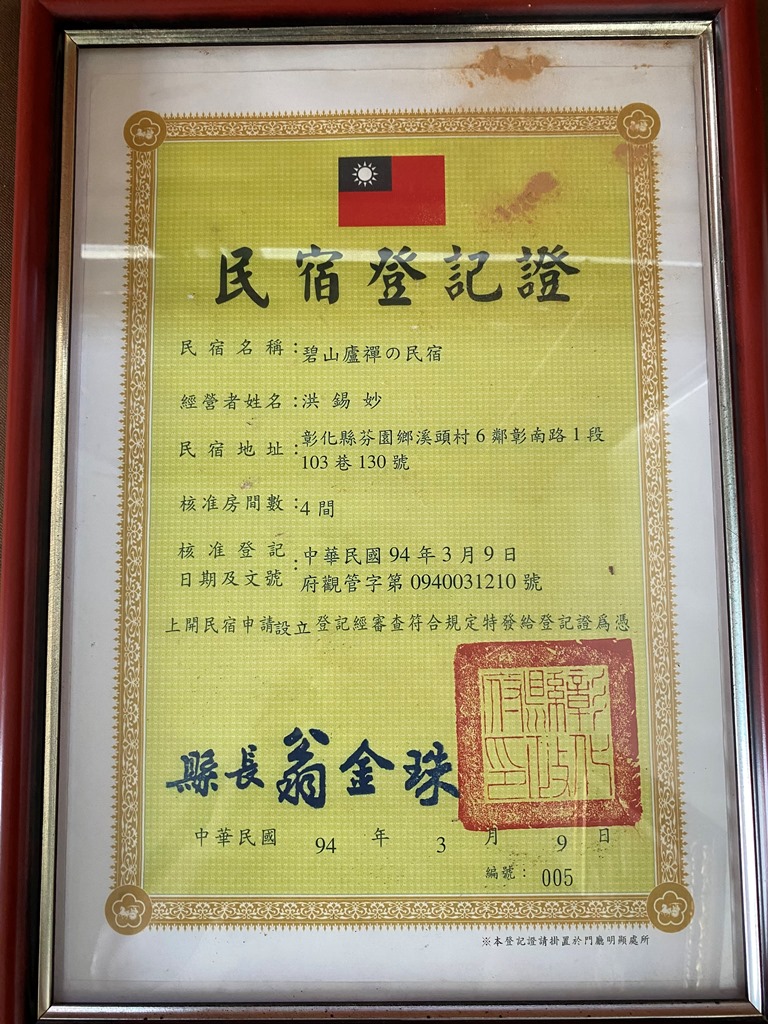 民宿登記證
民宿名稱：碧山廬禪の民宿
經營者姓名：洪錫妙
民宿地址：彰化縣芬園鄉溪頭村6鄰彰南路1段
103巷130號
核准房間數：4間
核准登記日期及文號：中華民國94年3月9日
府觀管字第0940031210號
上開民宿申請設立登記經審查符合規定特發給登記證爲憑
縣長翁金珠
彰化縣政府印
中華民國 94 年 3 月 9 日
編號：005
※本登記證請掛置於門廳明顯處所